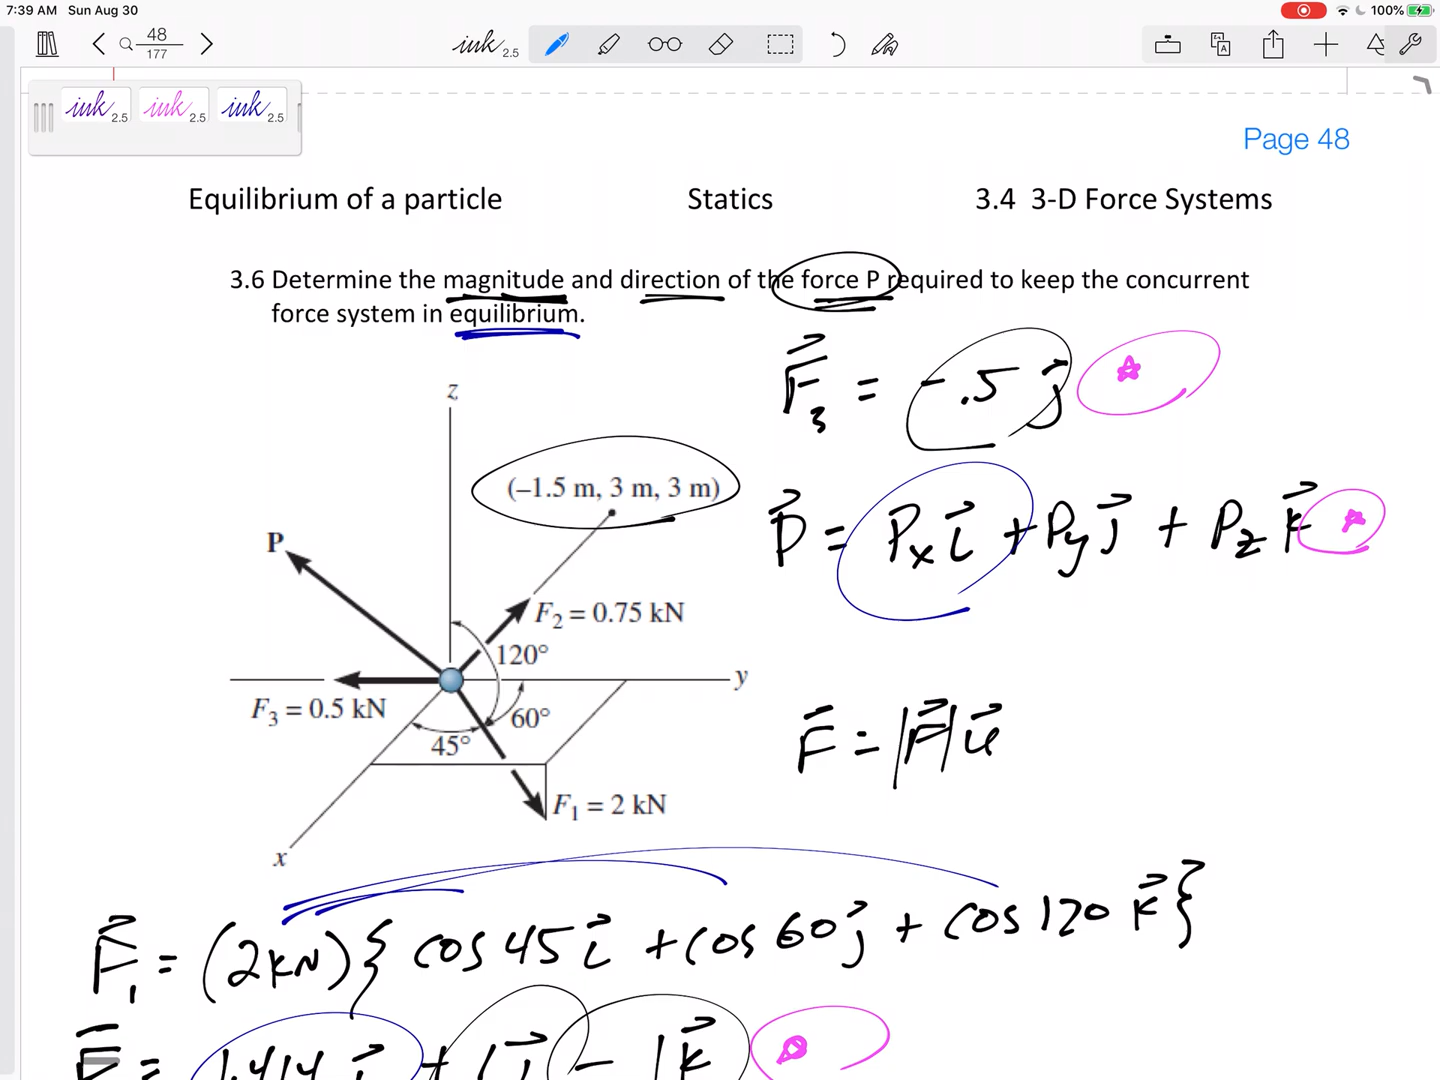 7:39 AM Sun Aug 30
100%
48
177
ink 2.5
ink 2.5 ink 2.5 ink 2.5
Page 48
Equilibrium of a particle Statics 3.4 3-D Force Systems
3.6 Determine the magnitude and direction of the force P required to keep the concurrent
force system in equilibrium.
F₃ = -.5 j
z
(–1.5 m, 3 m, 3 m)
P = Pₓ i + Py j + Pz k
P
F₂ = 0.75 kN
120°
y
F₃ = 0.5 kN
60°
45°
F = |F| u
F₁ = 2 kN
x
F₁ = (2kN) { cos 45 i + cos 60 j + cos 120 k }
= 1.414 i + 1 j - 1 k